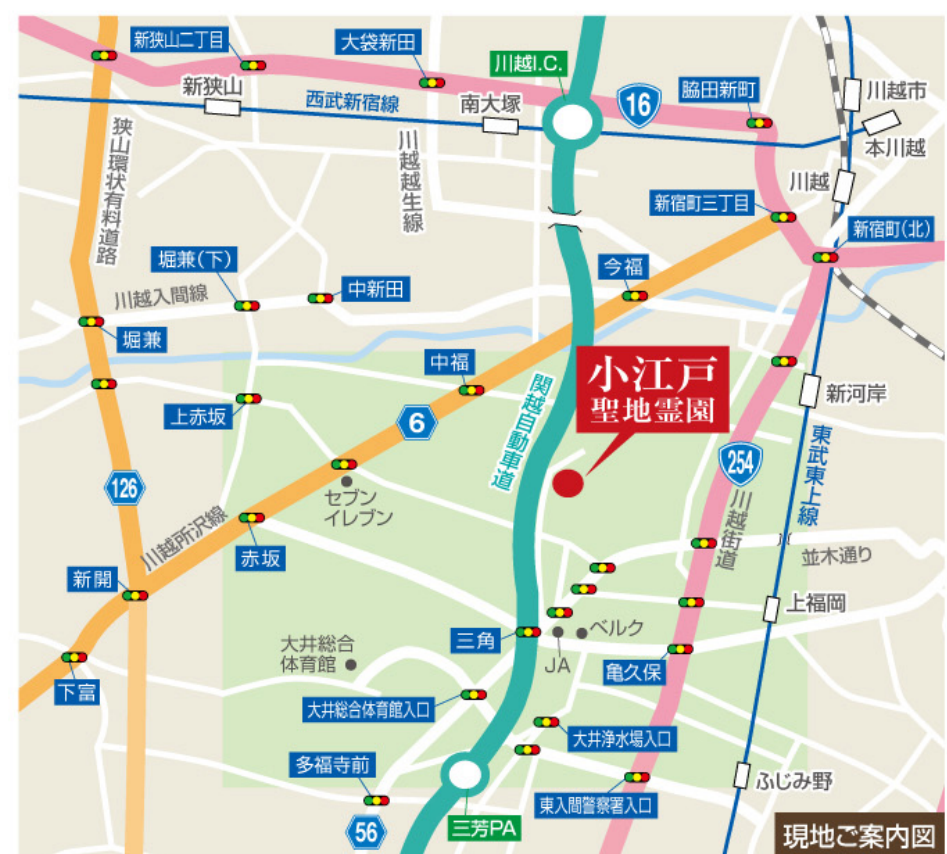 新狭山二丁目
大袋新田
川越I.C.
16
脇田新町
川越市
本川越
新狭山
西武新宿線
南大塚
狭山環状有料道路
川越越生線
川越
新宿町三丁目
新宿町(北)
堀兼(下)
川越入間線
中新田
今福
堀兼
中福
関越自動車道
小江戸
聖地霊園
新河岸
上赤坂
6
254
東武東上線
126
セブン
イレブン
川越街道
川越所沢線
赤坂
並木通り
新開
上福岡
三角
ベルク
JA
大井総合
体育館
亀久保
下富
大井総合体育館入口
大井浄水場入口
多福寺前
ふじみ野
東入間警察署入口
56
三芳PA
現地ご案内図